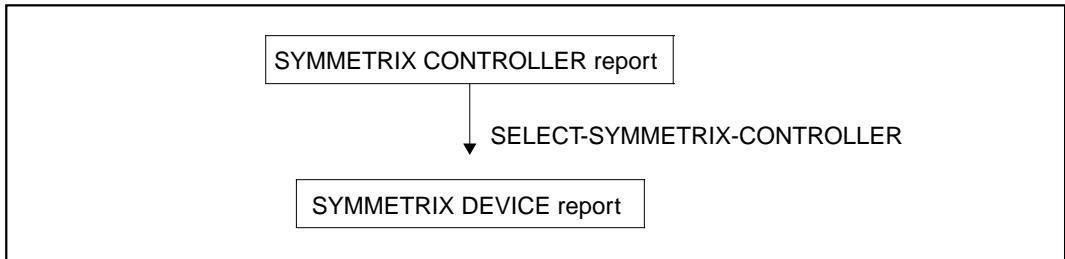 SYMMETRIX CONTROLLER report
SELECT-SYMMETRIX-CONTROLLER
SYMMETRIX DEVICE report